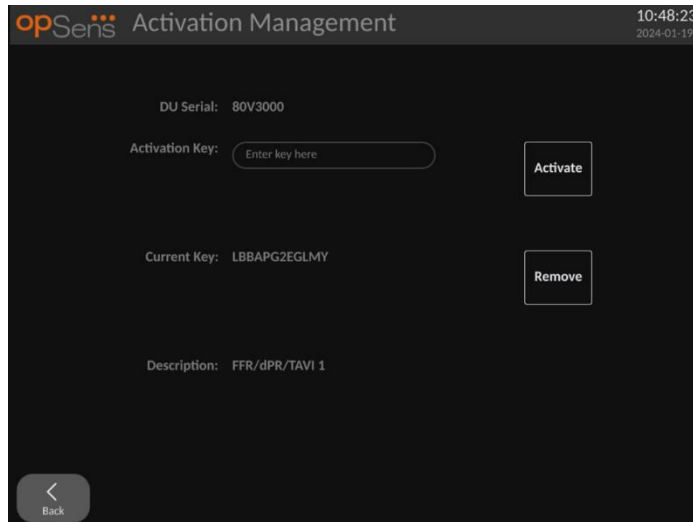 opSens Activation Management
10:48:23
2024-01-19
DU Serial: 80V3000
Activation Key: Enter key here
Activate
Current Key: LBBAPG2EGLMY
Remove
Description: FFR/dPR/TAVI 1
Back